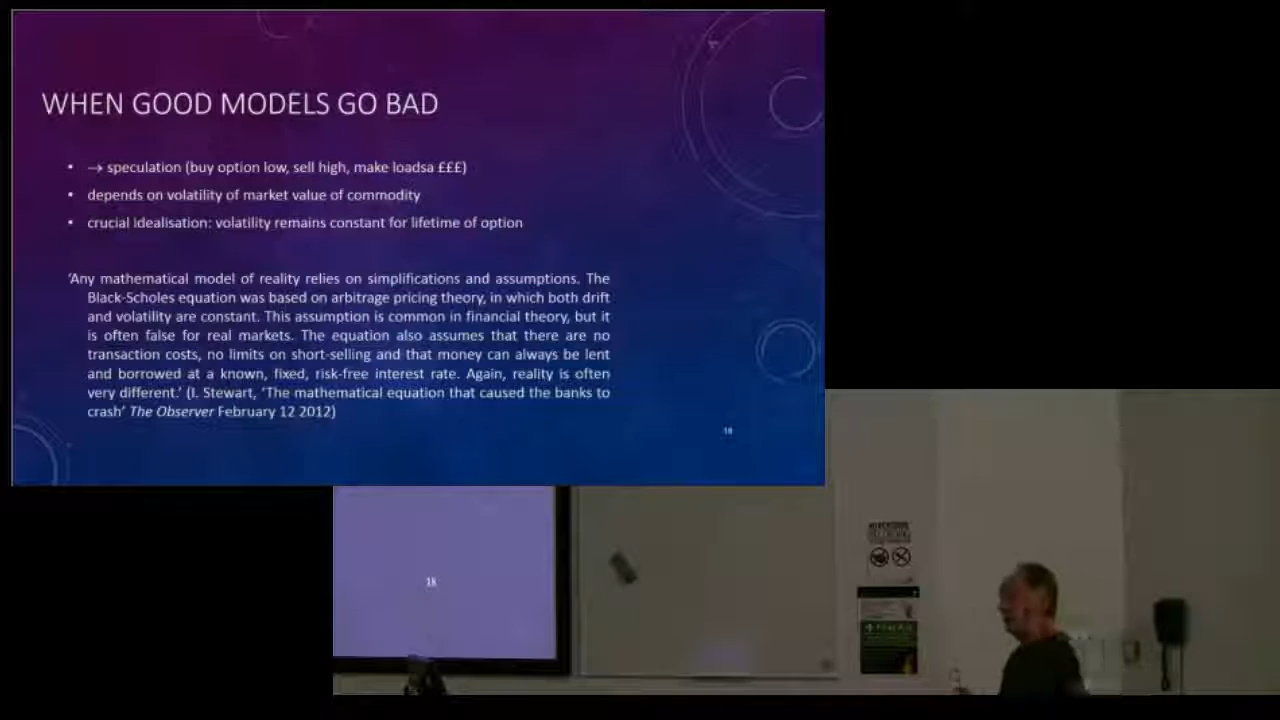 WHEN GOOD MODELS GO BAD
• → speculation (buy option low, sell high, make loadsa £££)
• depends on volatility of market value of commodity
• crucial idealisation: volatility remains constant for lifetime of option
‘Any mathematical model of reality relies on simplifications and assumptions. The
Black-Scholes equation was based on arbitrage pricing theory, in which both drift
and volatility are constant. This assumption is common in financial theory, but it
is often false for real markets. The equation also assumes that there are no
transaction costs, no limits on short-selling and that money can always be lent
and borrowed at a known, fixed, risk-free interest rate. Again, reality is often
very different.’ (I. Stewart, ‘The mathematical equation that caused the banks to
crash’ The Observer February 12 2012)
18
18